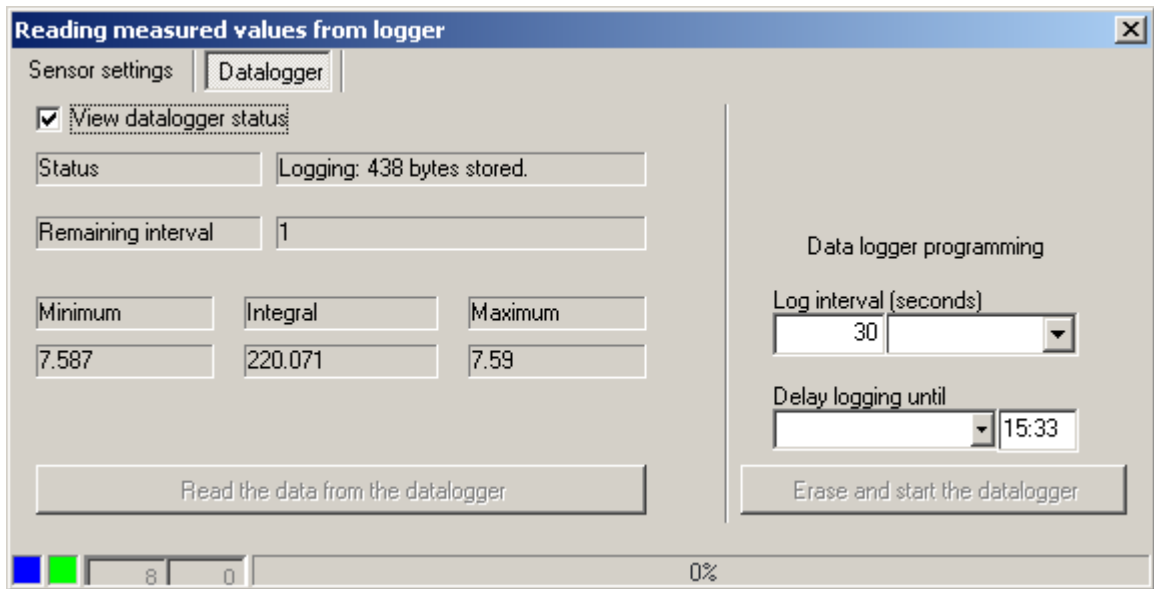 Reading measured values from logger
Sensor settings Datalogger
View datalogger status
Status Logging: 438 bytes stored.
Remaining interval 1
Minimum Integral Maximum
7.587 220.071 7.59
Read the data from the datalogger
Data logger programming
Log interval (seconds)
30
Delay logging until
15:33
Erase and start the datalogger
8 0 0%